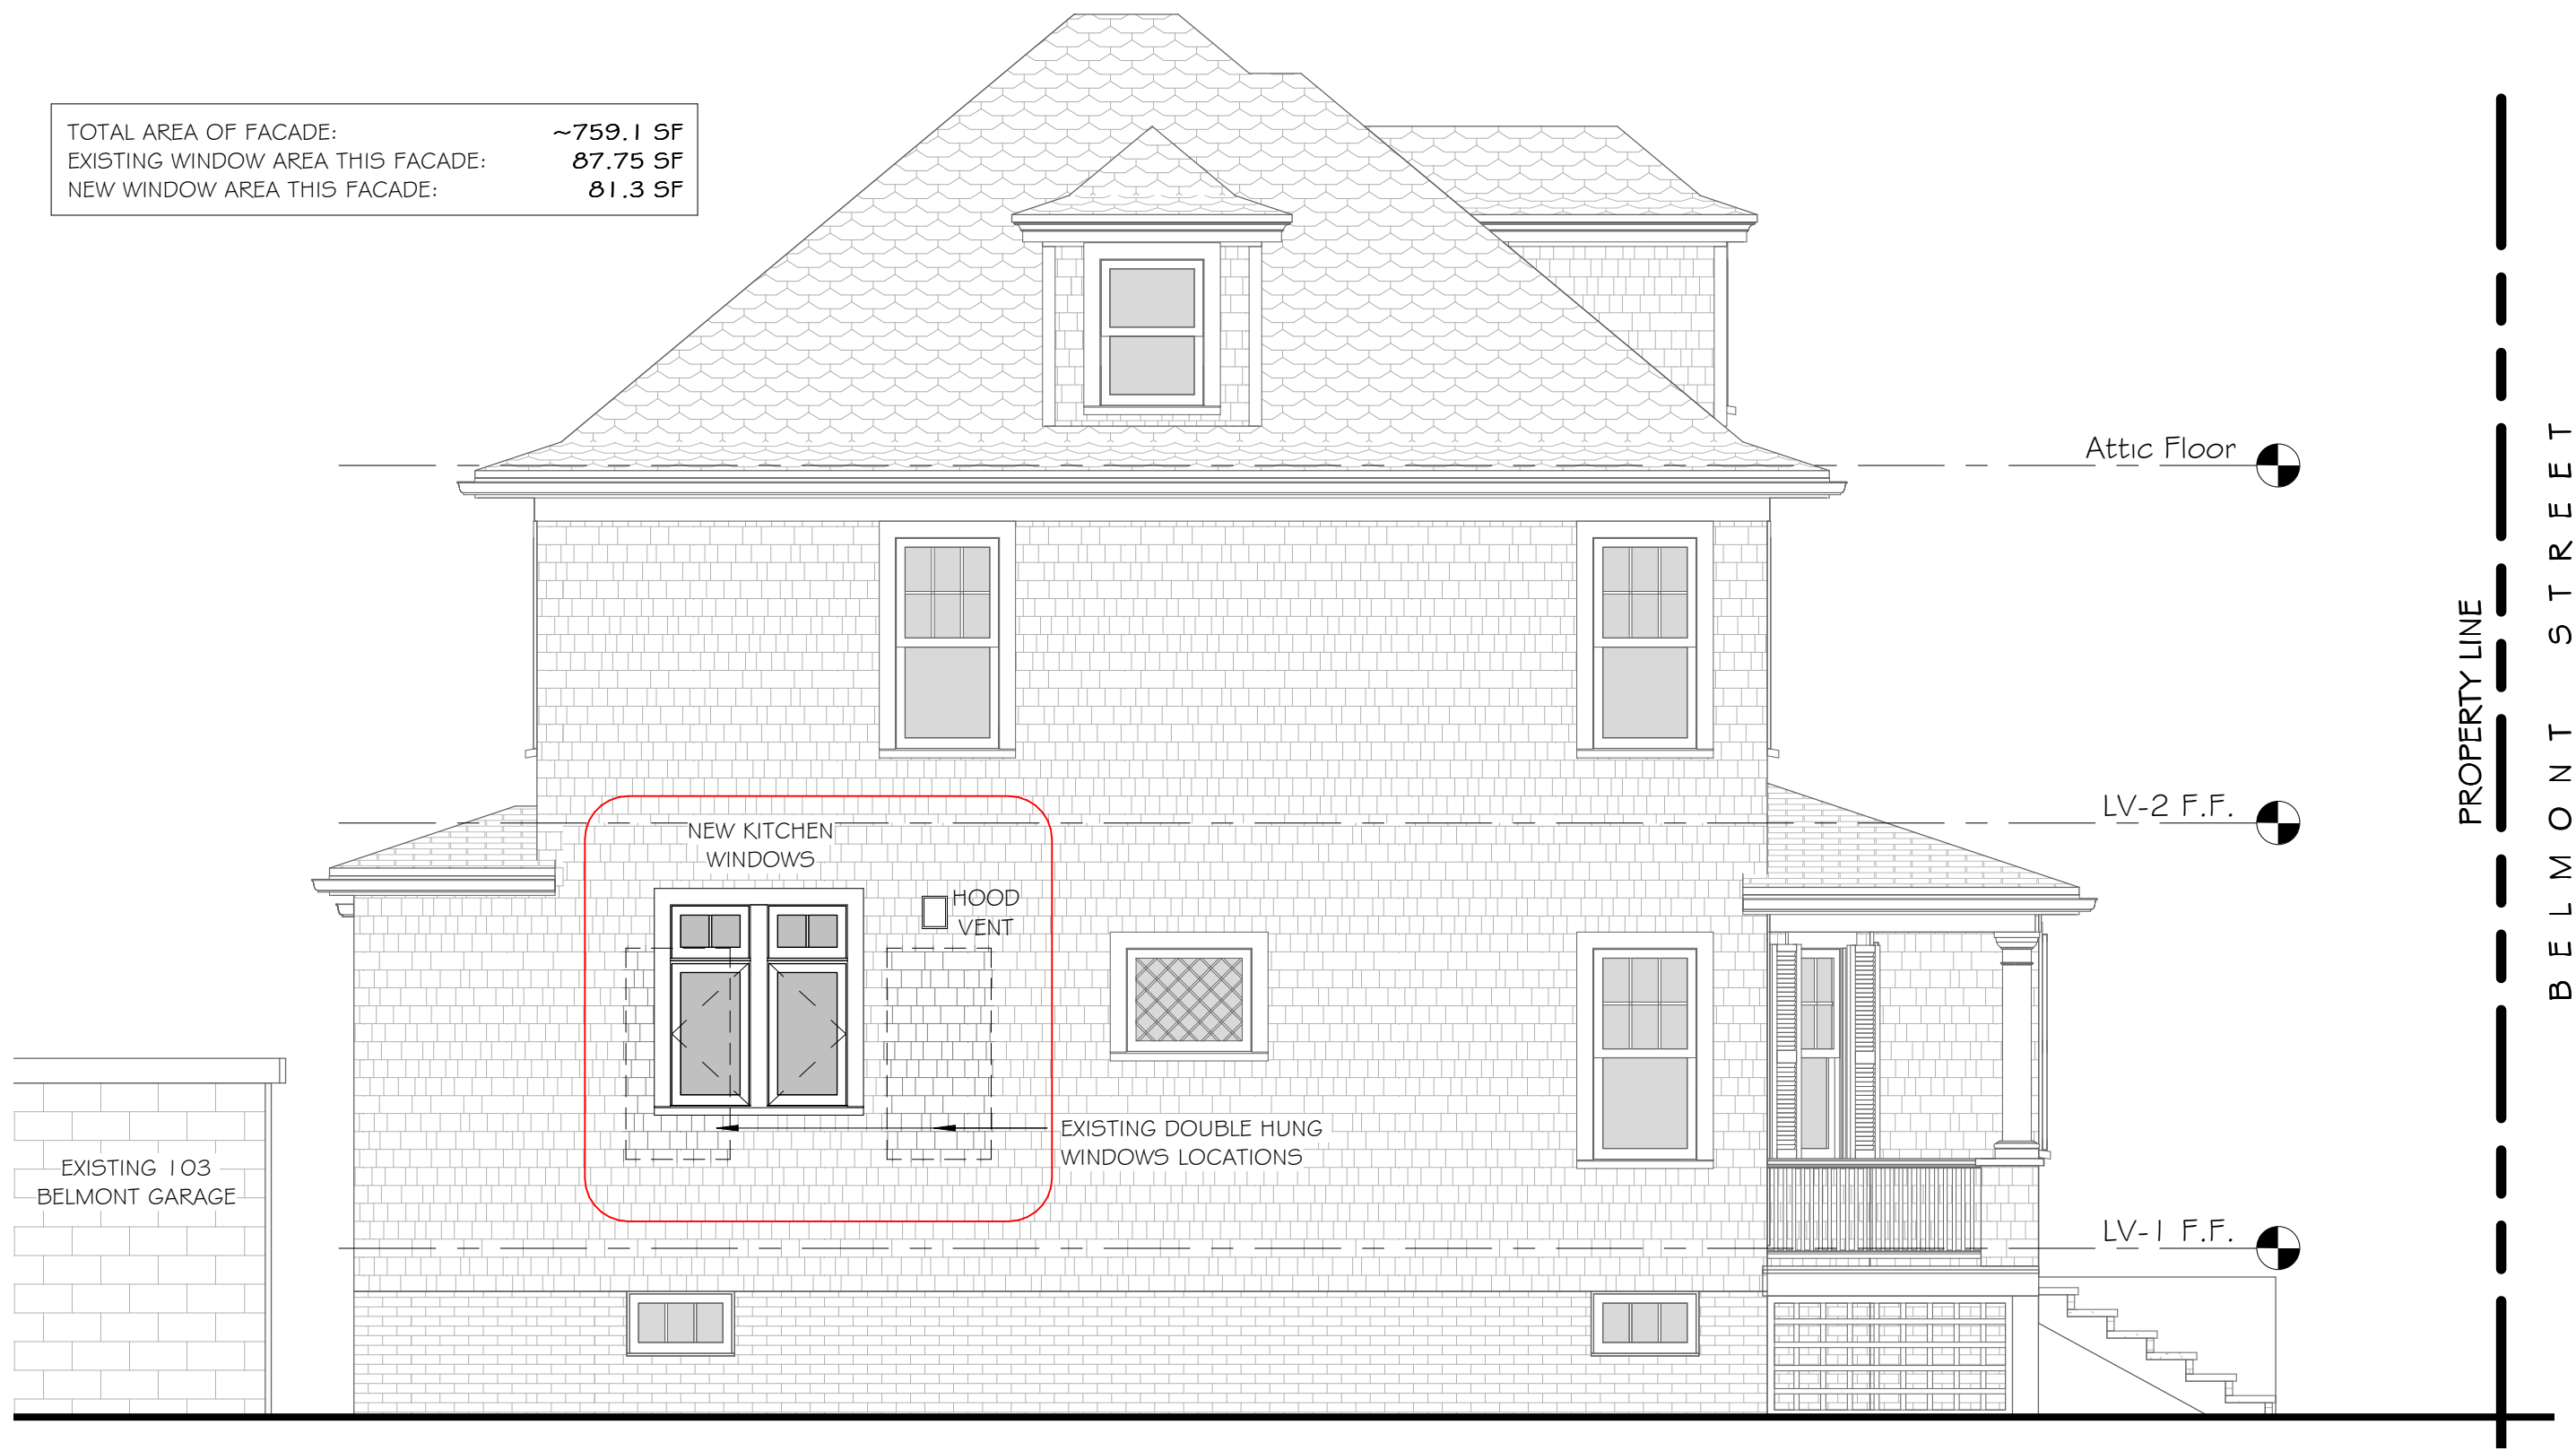 TOTAL AREA OF FACADE: ~759.1 SF
EXISTING WINDOW AREA THIS FACADE: 87.75 SF
NEW WINDOW AREA THIS FACADE: 81.3 SF
Attic Floor
LV-2 F.F.
NEW KITCHEN
WINDOWS
HOOD
VENT
EXISTING DOUBLE HUNG
WINDOWS LOCATIONS
EXISTING 103
BELMONT GARAGE
LV-1 F.F.
PROPERTY LINE
BELMONT STREET